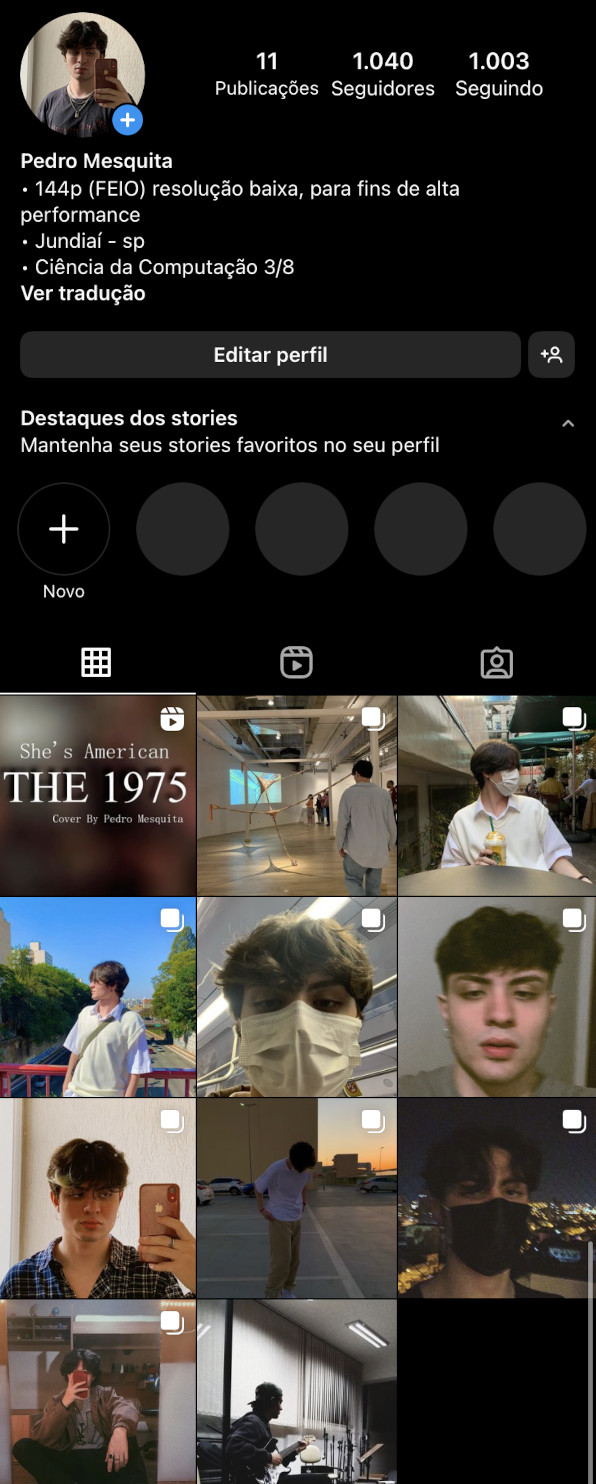 11
1.040
1.003
Publicações
Seguidores
Seguindo
Pedro Mesquita
• 144p (FEIO) resolução baixa, para fins de alta
performance
• Jundiaí - sp
• Ciência da Computação 3/8
Ver tradução
Editar perfil
Destaques dos stories
Mantenha seus stories favoritos no seu perfil
Novo
She's American
THE 1975
Cover By Pedro Mesquita